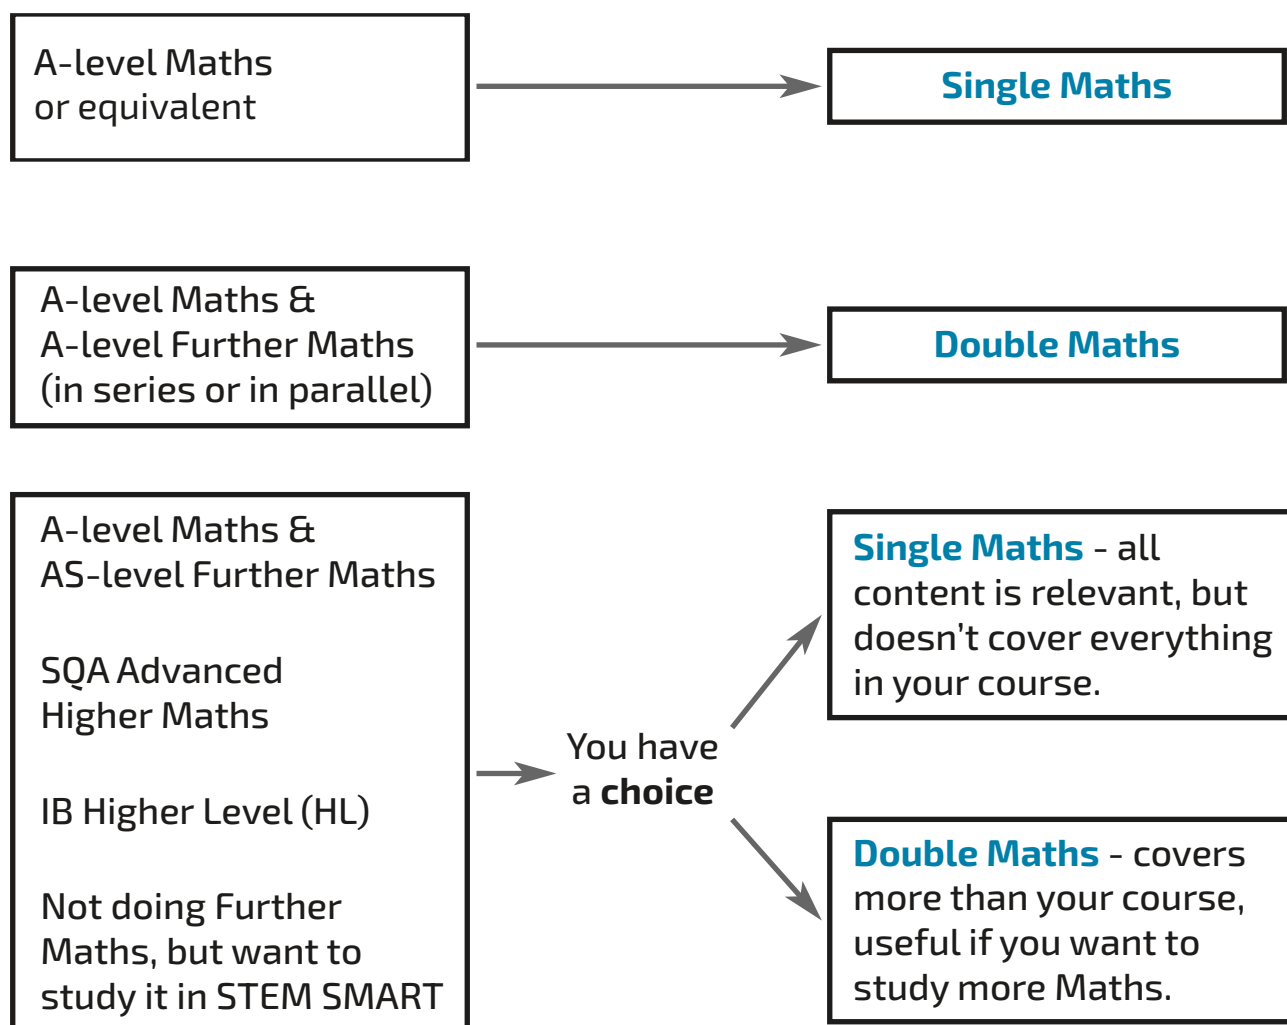 A-level Maths
or equivalent
Single Maths
A-level Maths &
A-level Further Maths
(in series or in parallel)
Double Maths
A-level Maths &
AS-level Further Maths
SQA Advanced
Higher Maths
IB Higher Level (HL)
Not doing Further
Maths, but want to
study it in STEM SMART
You have
a choice
Single Maths - all
content is relevant, but
doesn’t cover everything
in your course.
Double Maths - covers
more than your course,
useful if you want to
study more Maths.